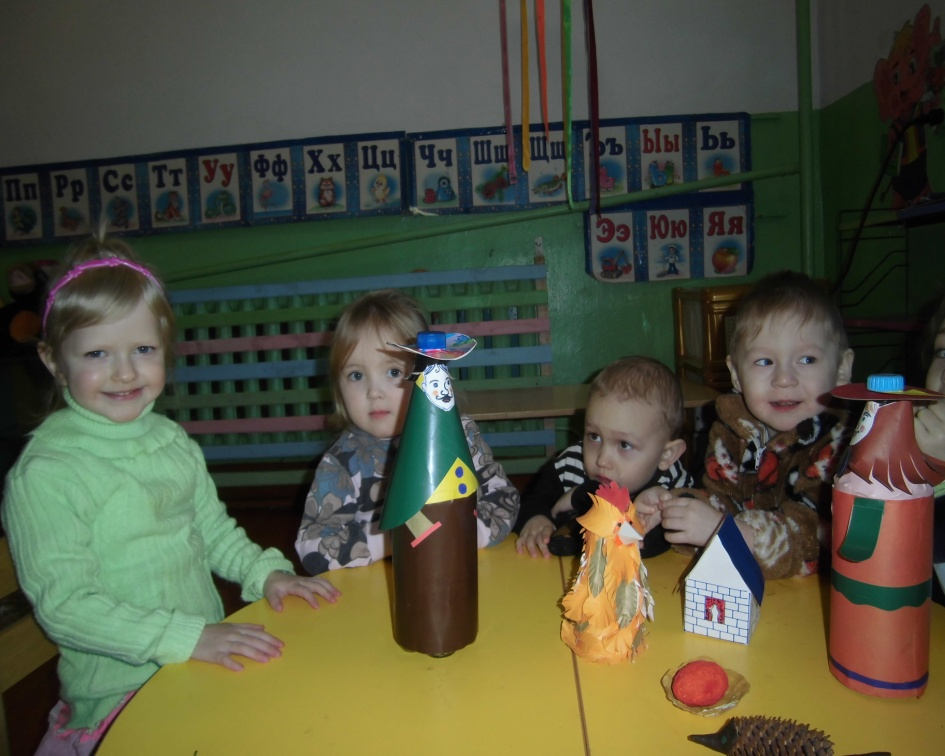 Пп Рр Сс Тт Уу Фф Хх Цц Чч Шш Щщ Ъъ Ыы Ьь
Ээ Юю Яя